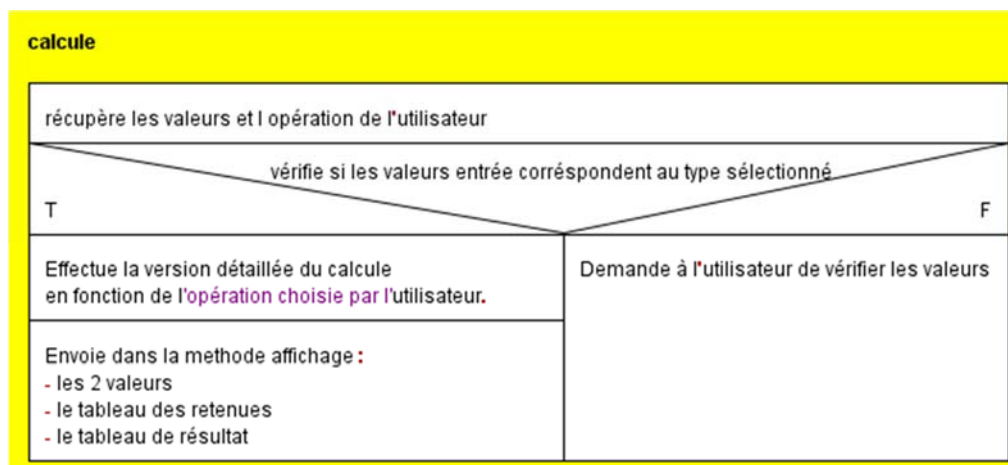 calcule
récupère les valeurs et l opération de l'utilisateur
vérifie si les valeurs entrée corréspondent au type sélectionné
T
F
Effectue la version détaillée du calcule
en fonction de l'opération choisie par l'utilisateur.
Demande à l'utilisateur de vérifier les valeurs
Envoie dans la methode affichage :
- les 2 valeurs
- le tableau des retenues
- le tableau de résultat